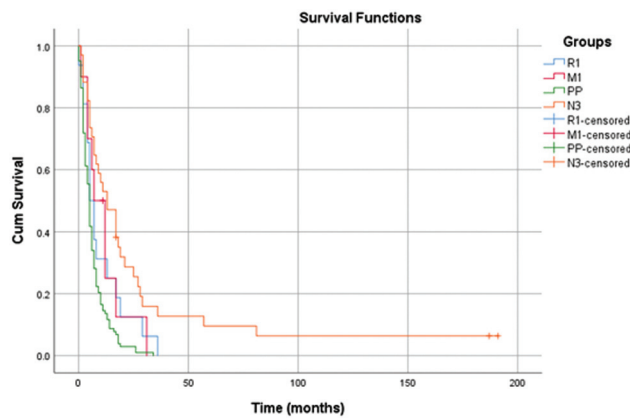 Survival Functions
Groups
R1
M1
PP
N3
R1-censored
M1-censored
PP-censored
N3-censored
Cum Survival
1.0
0.8
0.6
0.4
0.2
0.0
0
50
100
150
200
Time (months)